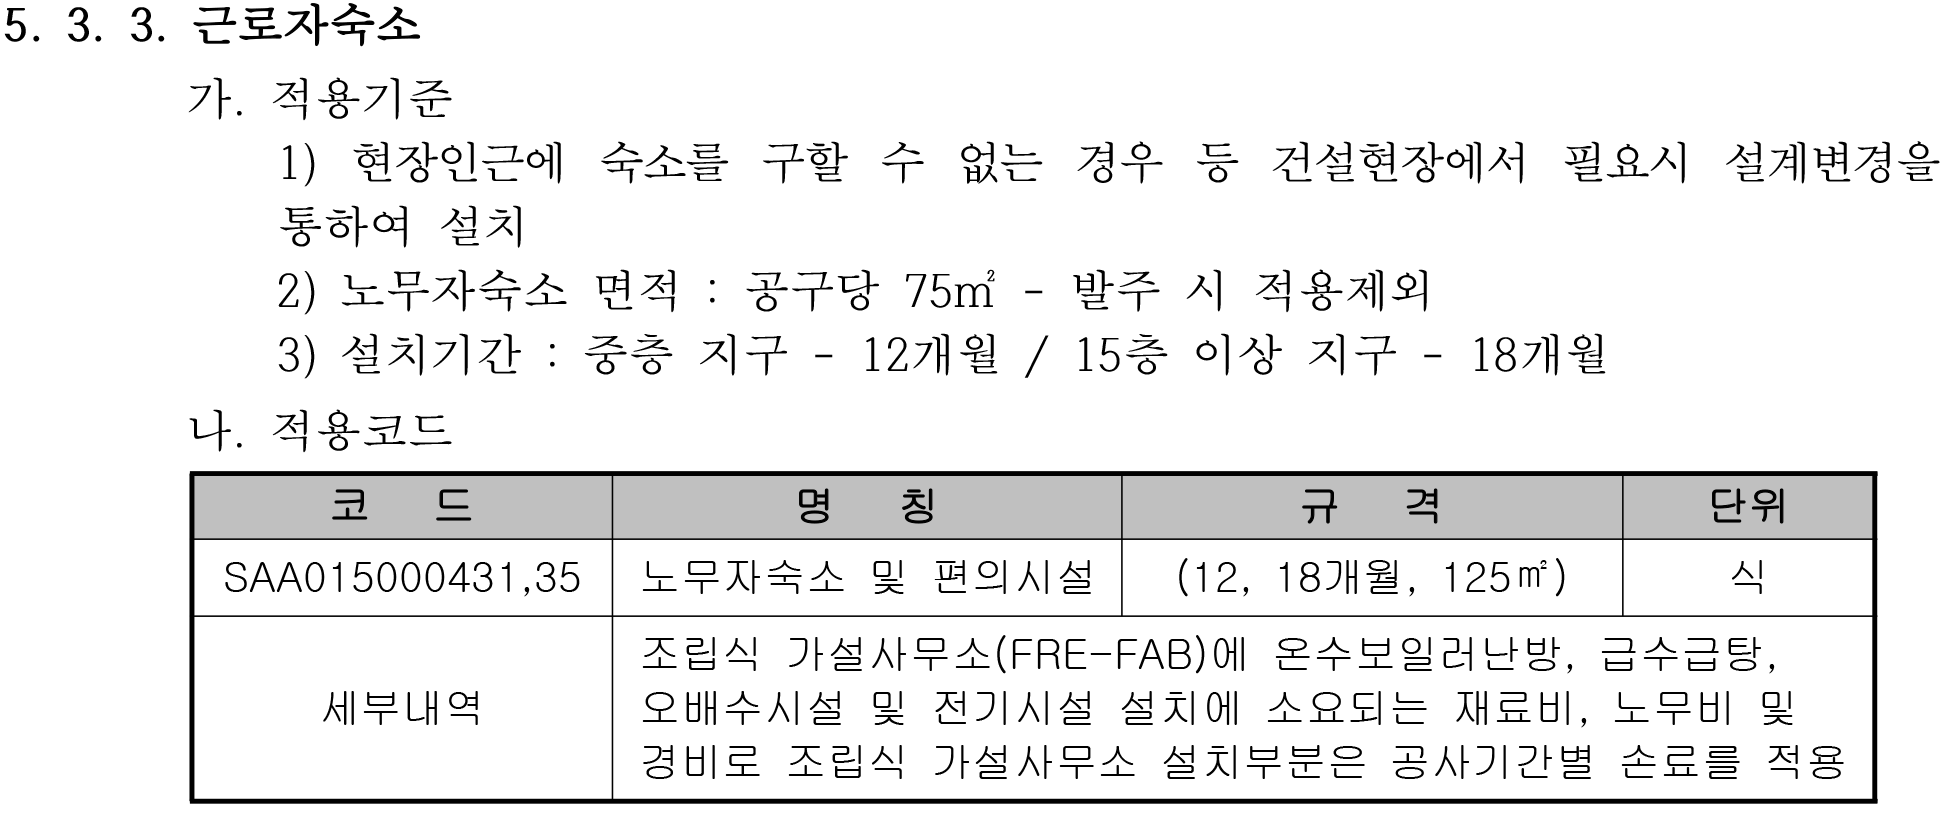 5. 3. 3. 근로자숙소
가. 적용기준
1) 현장인근에 숙소를 구할 수 없는 경우 등 건설현장에서 필요시 설계변경을
통하여 설치
2) 노무자숙소 면적 : 공구당 75㎡ - 발주 시 적용제외
3) 설치기간 : 중층 지구 - 12개월 / 15층 이상 지구 - 18개월
나. 적용코드
코 드 명 칭 규 격 단위
SAA015000431,35 노무자숙소 및 편의시설 (12, 18개월, 125㎡) 식
세부내역
조립식 가설사무소(FRE-FAB)에 온수보일러난방, 급수급탕,
오배수시설 및 전기시설 설치에 소요되는 재료비, 노무비 및
경비로 조립식 가설사무소 설치부분은 공사기간별 손료를 적용